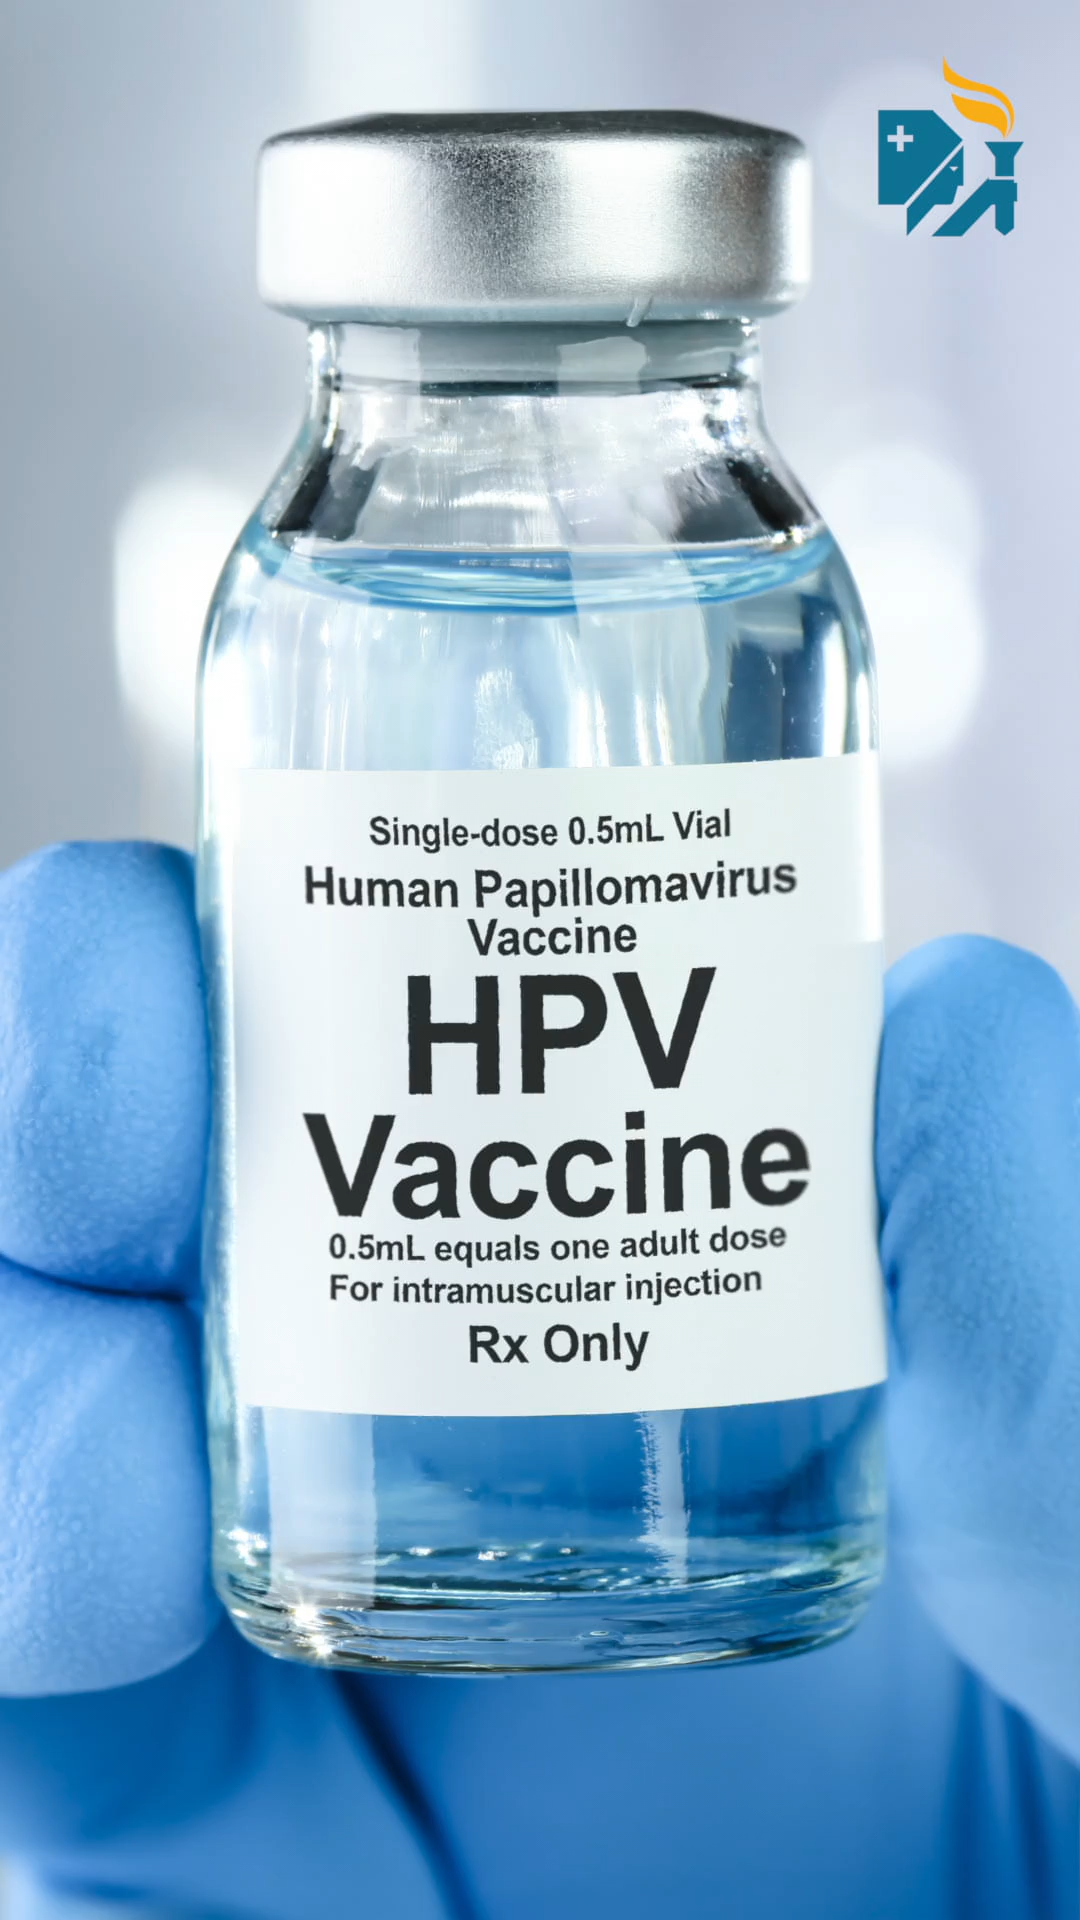 Single-dose 0.5mL Vial
Human Papillomavirus
Vaccine
HPV
Vaccine
0.5mL equals one adult dose
For intramuscular injection
Rx Only